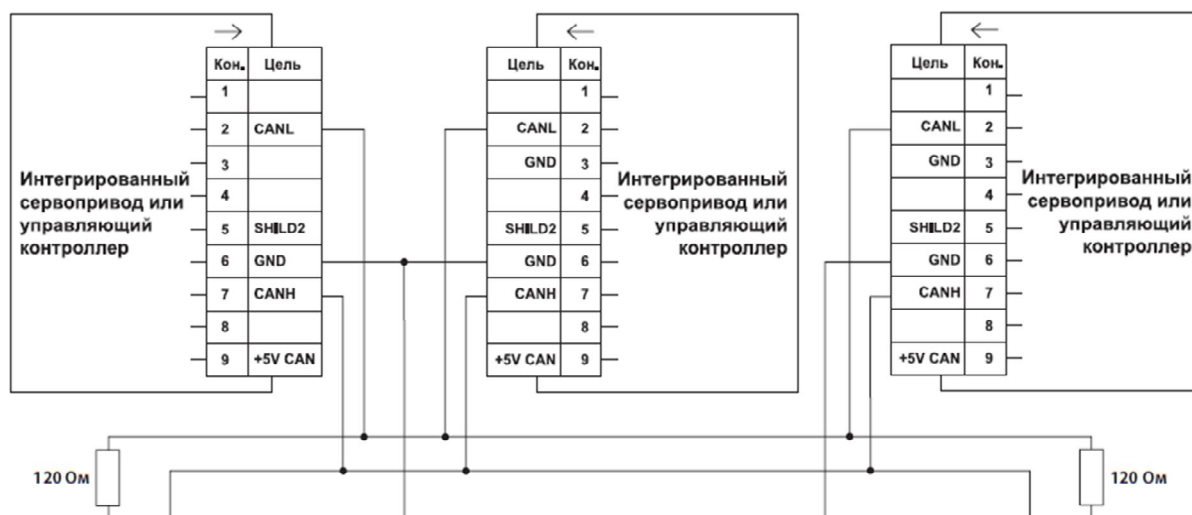 Кон. Цель
1
2 CANL
3
4
5 SHILD2
6 GND
7 CANH
8
9 +5V CAN
Интегрированный
сервопривод или
управляющий
контроллер
Цель Кон.
1
CANL 2
GND 3
4
SHILD2 5
GND 6
CANH 7
8
+5V CAN 9
Интегрированный
сервопривод или
управляющий
контроллер
Цель Кон.
1
CANL 2
GND 3
4
SHILD2 5
GND 6
CANH 7
8
+5V CAN 9
Интегрированный
сервопривод или
управляющий
контроллер
120 Ом
120 Ом